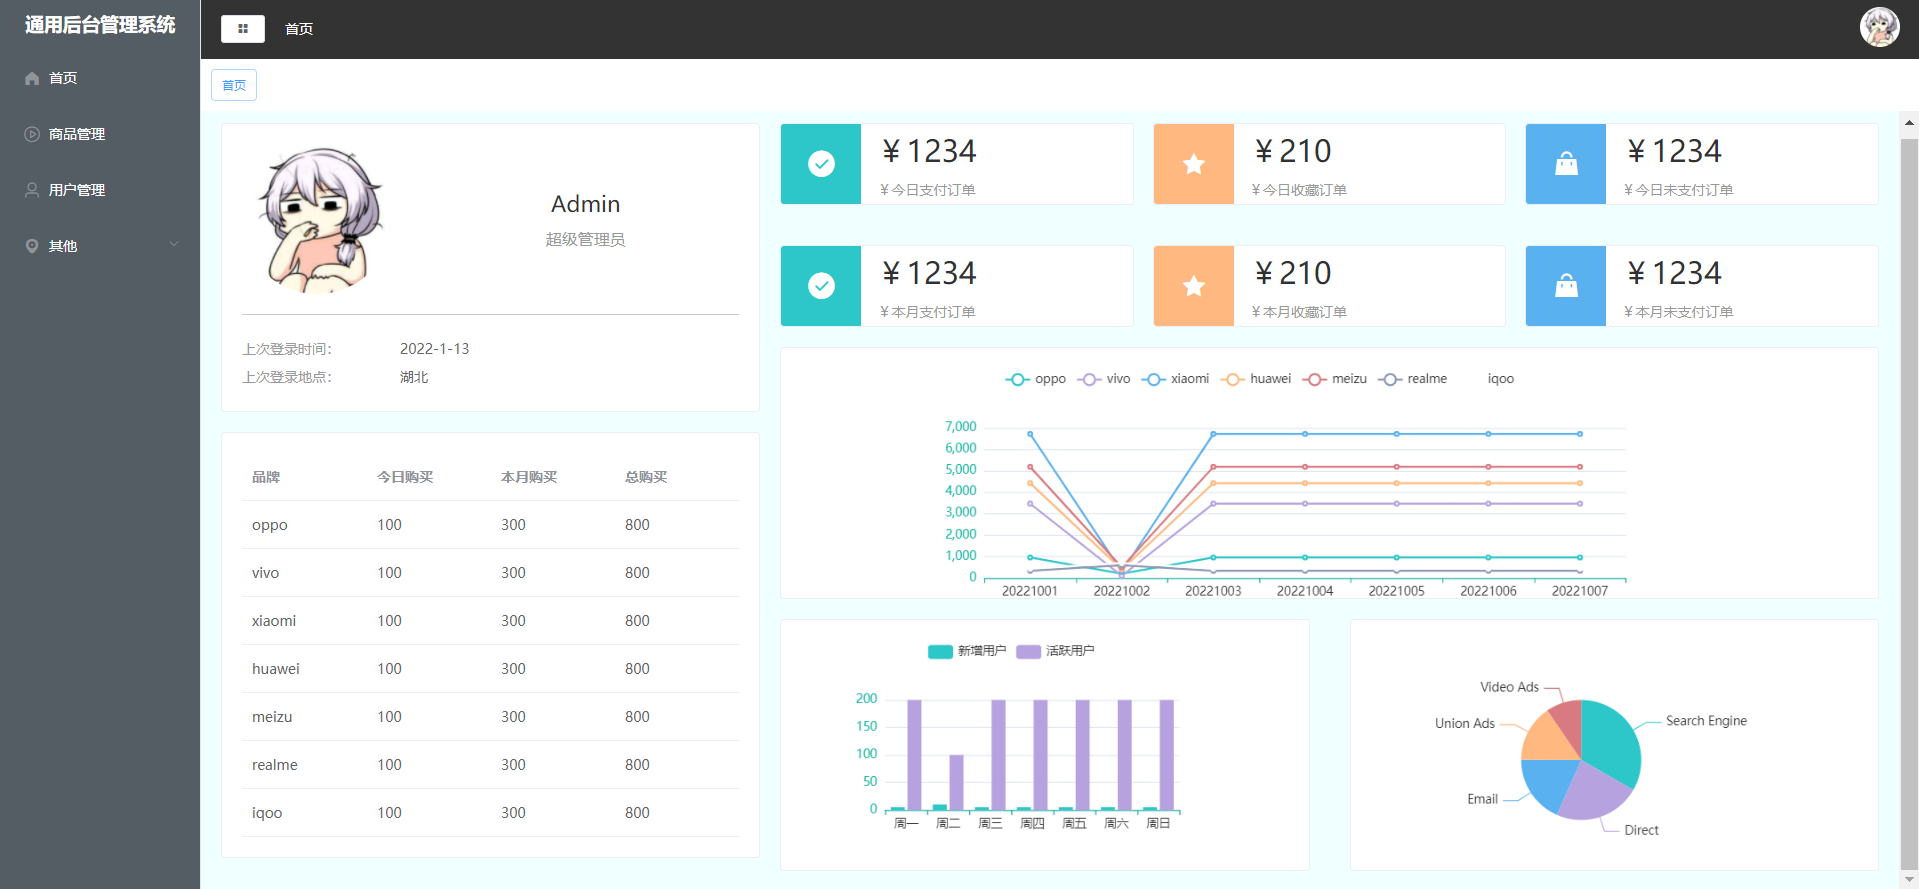 通用后台管理系统
首页
商品管理
用户管理
其他
首页
首页
Admin
超级管理员
上次登录时间： 2022-1-13
上次登录地点： 湖北
品牌 今日购买 本月购买 总购买
oppo 100 300 800
vivo 100 300 800
xiaomi 100 300 800
huawei 100 300 800
meizu 100 300 800
realme 100 300 800
iqoo 100 300 800
¥ 1234
¥ 今日支付订单
¥ 210
¥ 今日收藏订单
¥ 1234
¥ 今日未支付订单
¥ 1234
¥ 本月支付订单
¥ 210
¥ 本月收藏订单
¥ 1234
¥ 本月未支付订单
oppo vivo xiaomi huawei meizu realme iqoo
7,000
6,000
5,000
4,000
3,000
2,000
1,000
0
20221001 20221002 20221003 20221004 20221005 20221006 20221007
新增用户 活跃用户
200
150
100
50
0
周一 周二 周三 周四 周五 周六 周日
Video Ads
Search Engine
Union Ads
Email
Direct